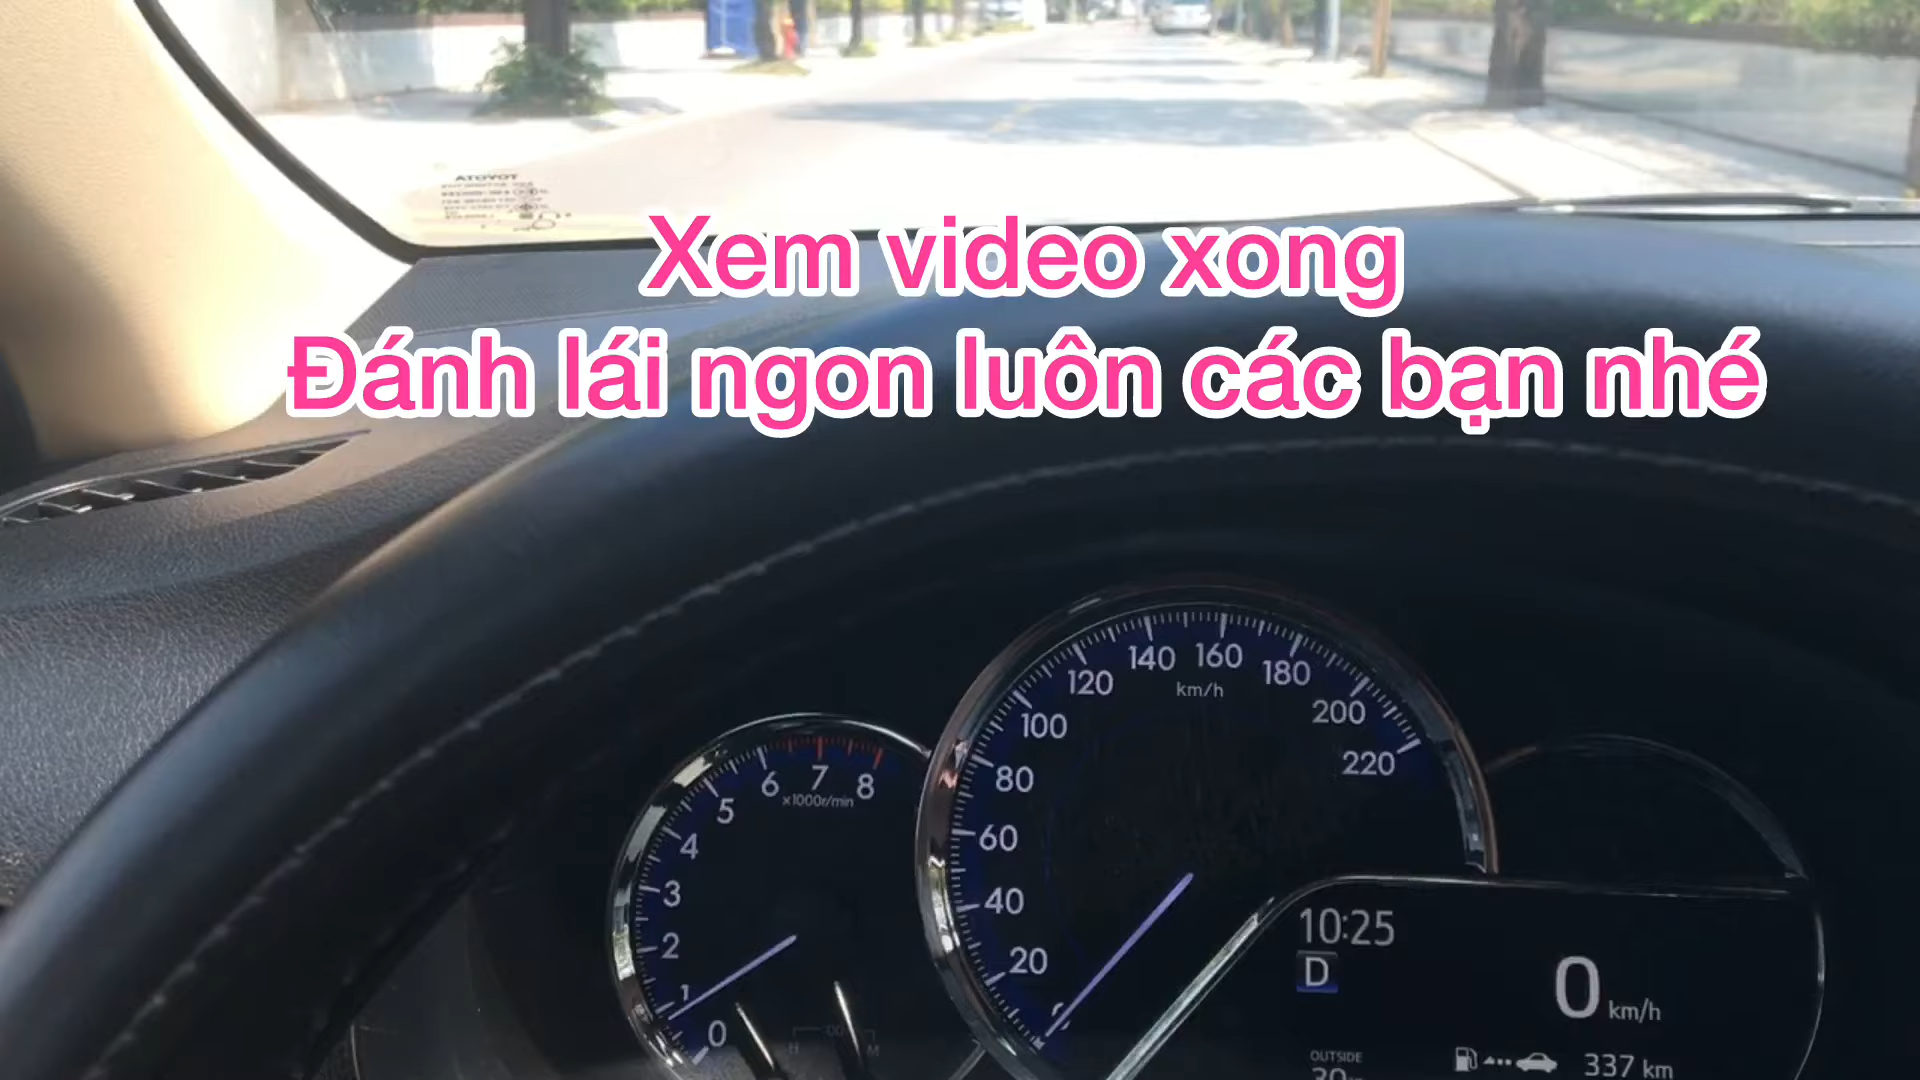 TOYOTA
Xem video xong
Đánh lái ngon luôn các bạn nhé
0 1 2 3 4 5 6 7 8
x1000r/min
20 40 60 80 100 120 140 160 180 200 220
km/h
10:25
D
0 km/h
OUTSIDE
30
337 km